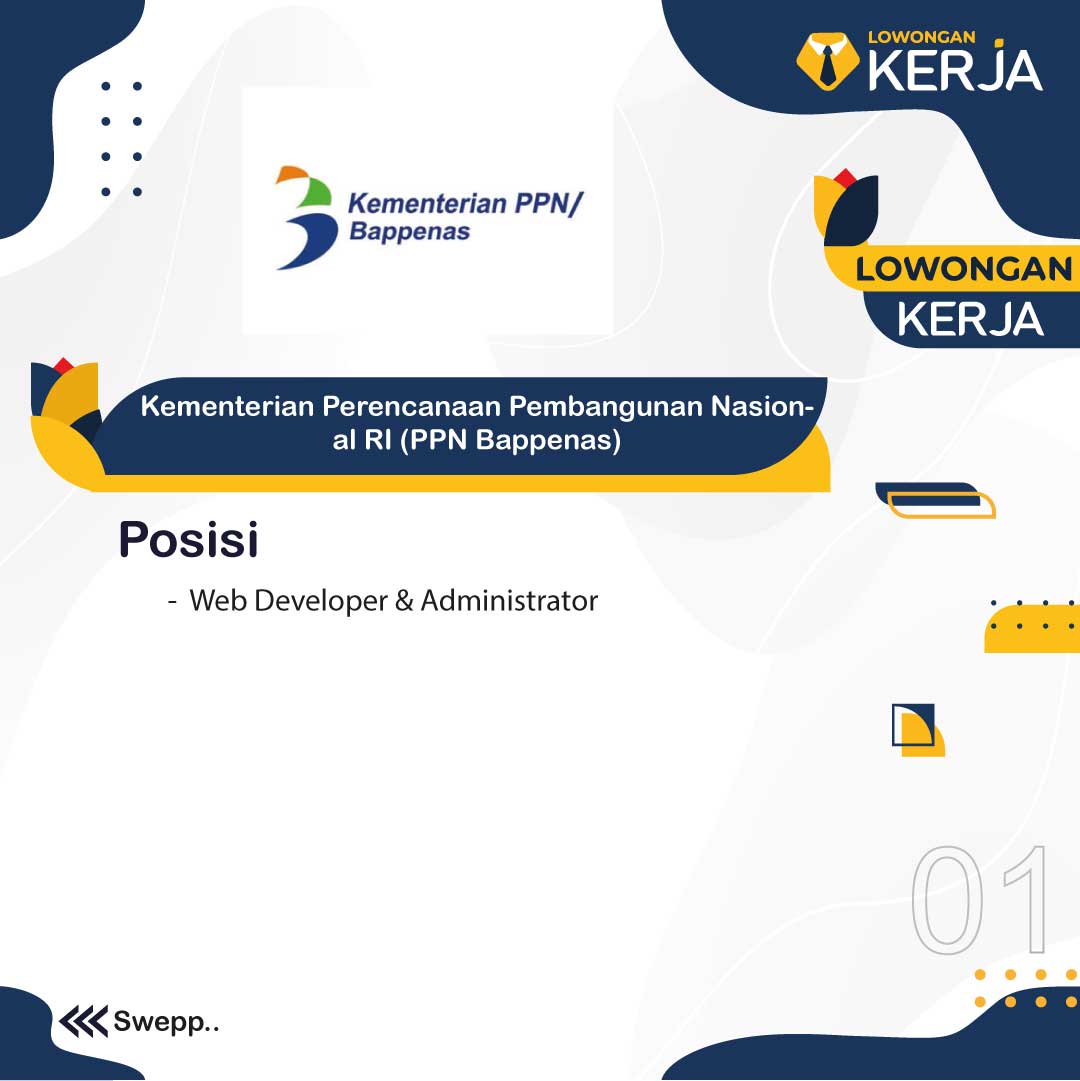 LOWONGAN
KERJA
Kementerian PPN/
Bappenas
LOWONGAN
KERJA
Kementerian Perencanaan Pembangunan Nasion-
al RI (PPN Bappenas)
Posisi
- Web Developer & Administrator
01
Swepp..